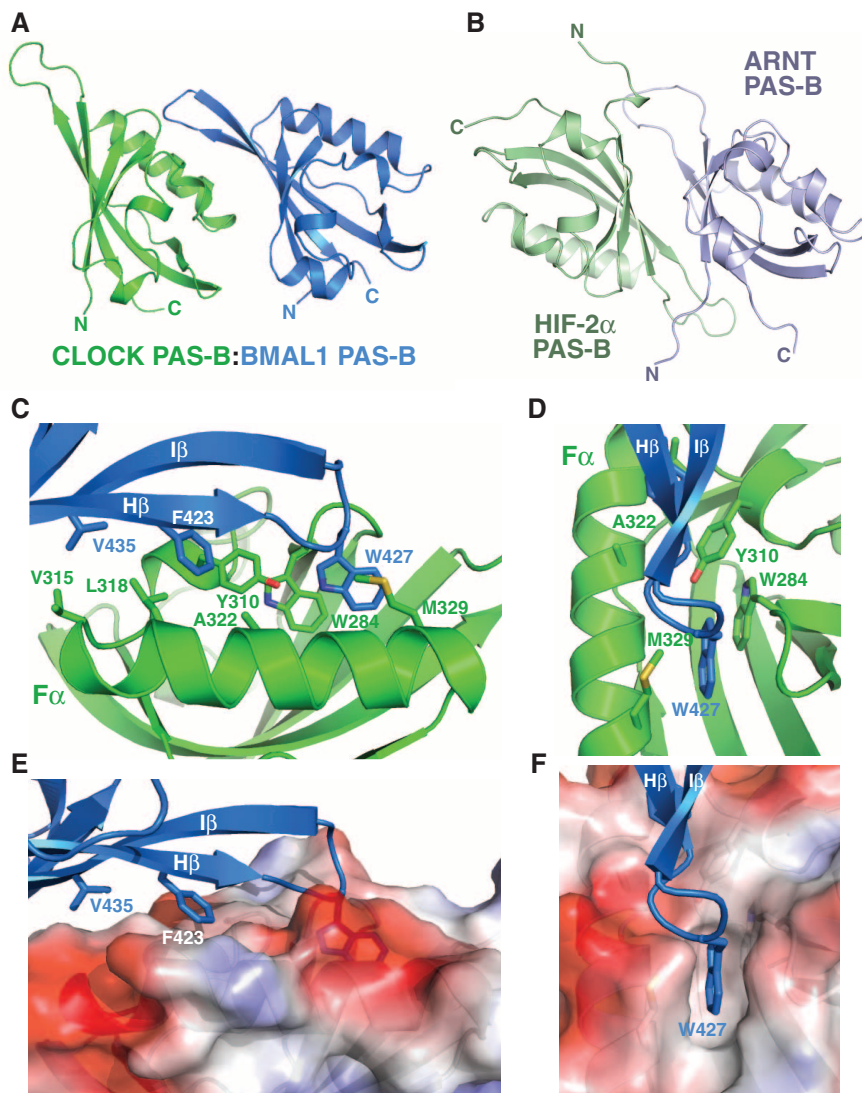 A
B
N
ARNT
PAS-B
C
N
C
N
C
CLOCK PAS-B:BMAL1 PAS-B
HIF-2α
PAS-B
N
C
C
D
Iβ
Hβ
F423
V435
W427
V315
L318
Y310
A322
W284
M329
Fα
Hβ
Iβ
Fα
A322
Y310
W284
M329
W427
E
F
Iβ
Hβ
V435
F423
Hβ
Iβ
W427